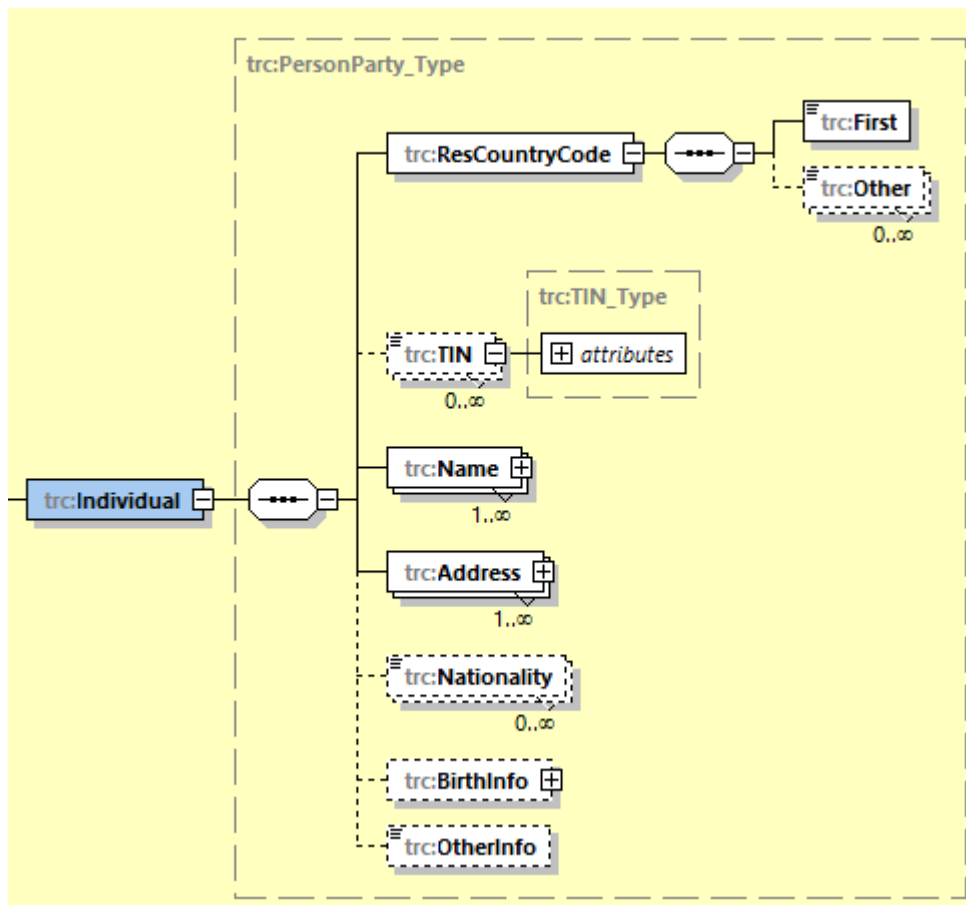 trc:PersonParty_Type
trc:ResCountryCode
trc:First
trc:Other
0..∞
trc:TIN_Type
trc:TIN
attributes
0..∞
trc:Name
1..∞
trc:Individual
trc:Address
1..∞
trc:Nationality
0..∞
trc:BirthInfo
trc:OtherInfo